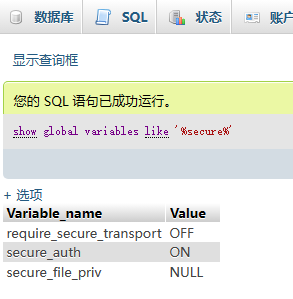 数据库 SQL 状态 账户
显示查询框
您的 SQL 语句已成功运行。
show global variables like '%secure%'
+ 选项
Variable_name Value
require_secure_transport OFF
secure_auth ON
secure_file_priv NULL